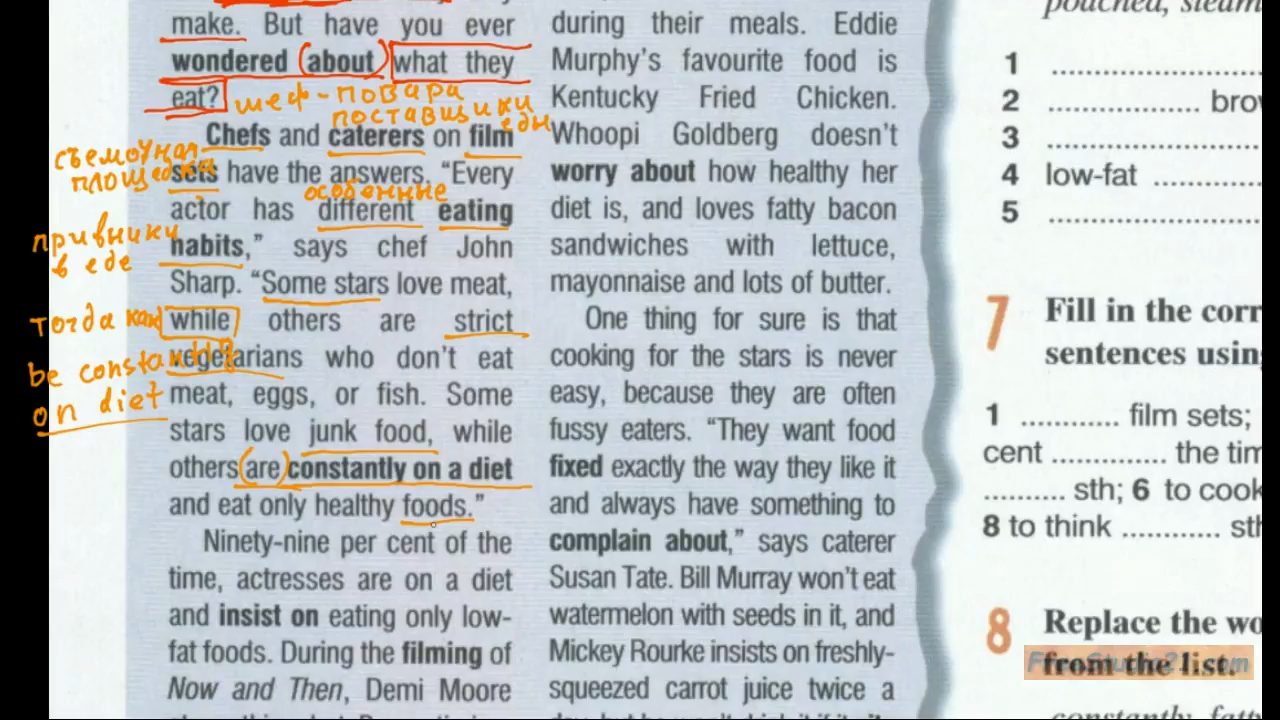 make. But have you ever
wondered (about) what they
eat?
шеф-повара
поставщики
еды
Chefs and caterers on film
съемочная
площадка
sets have the answers. "Every
особенные
actor has different eating
привычки
в еде
habits," says chef John
Sharp. "Some stars love meat,
тогда как
while others are strict
be constantly
on diet
vegetarians who don't eat
meat, eggs, or fish. Some
stars love junk food, while
others (are) constantly on a diet
and eat only healthy foods."
Ninety-nine per cent of the
time, actresses are on a diet
and insist on eating only low-
fat foods. During the filming of
Now and Then, Demi Moore
during their meals. Eddie
Murphy's favourite food is
Kentucky Fried Chicken.
Whoopi Goldberg doesn't
worry about how healthy her
diet is, and loves fatty bacon
sandwiches with lettuce,
mayonnaise and lots of butter.
One thing for sure is that
cooking for the stars is never
easy, because they are often
fussy eaters. "They want food
fixed exactly the way they like it
and always have something to
complain about," says caterer
Susan Tate. Bill Murray won't eat
watermelon with seeds in it, and
Mickey Rourke insists on freshly-
squeezed carrot juice twice a
poached,
1 ....................
2 .................... bro
3 ....................
4 low-fat ...............
5 ....................
7 Fill in the corr
sentences using
1 ............. film sets;
cent ............... the tim
........... sth; 6 to cook
8 to think ............. sth
8 Replace the wo
from the list.
constantly, fatty